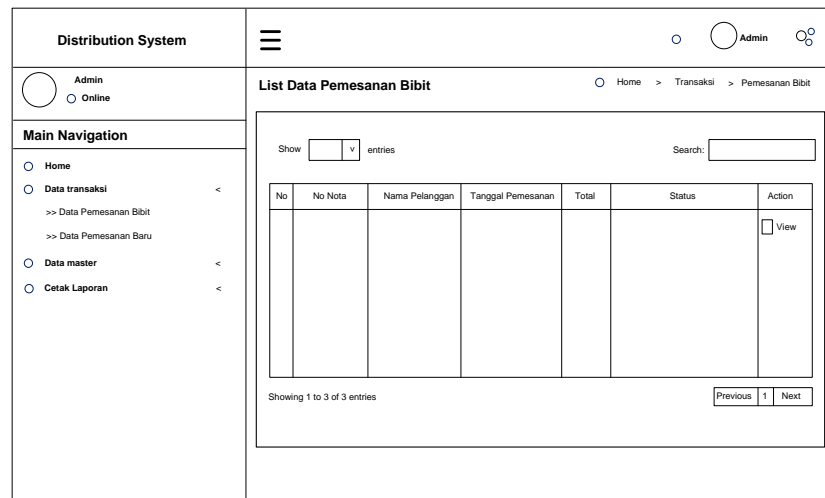 Distribution System
Admin
Admin
Online
List Data Pemesanan Bibit
Home > Transaksi > Pemesanan Bibit
Main Navigation
Home
Data transaksi <
>> Data Pemesanan Bibit
>> Data Pemesanan Baru
Data master <
Cetak Laporan <
Show v entries
Search:
No No Nota Nama Pelanggan Tanggal Pemesanan Total Status Action
View
Showing 1 to 3 of 3 entries
Previous 1 Next